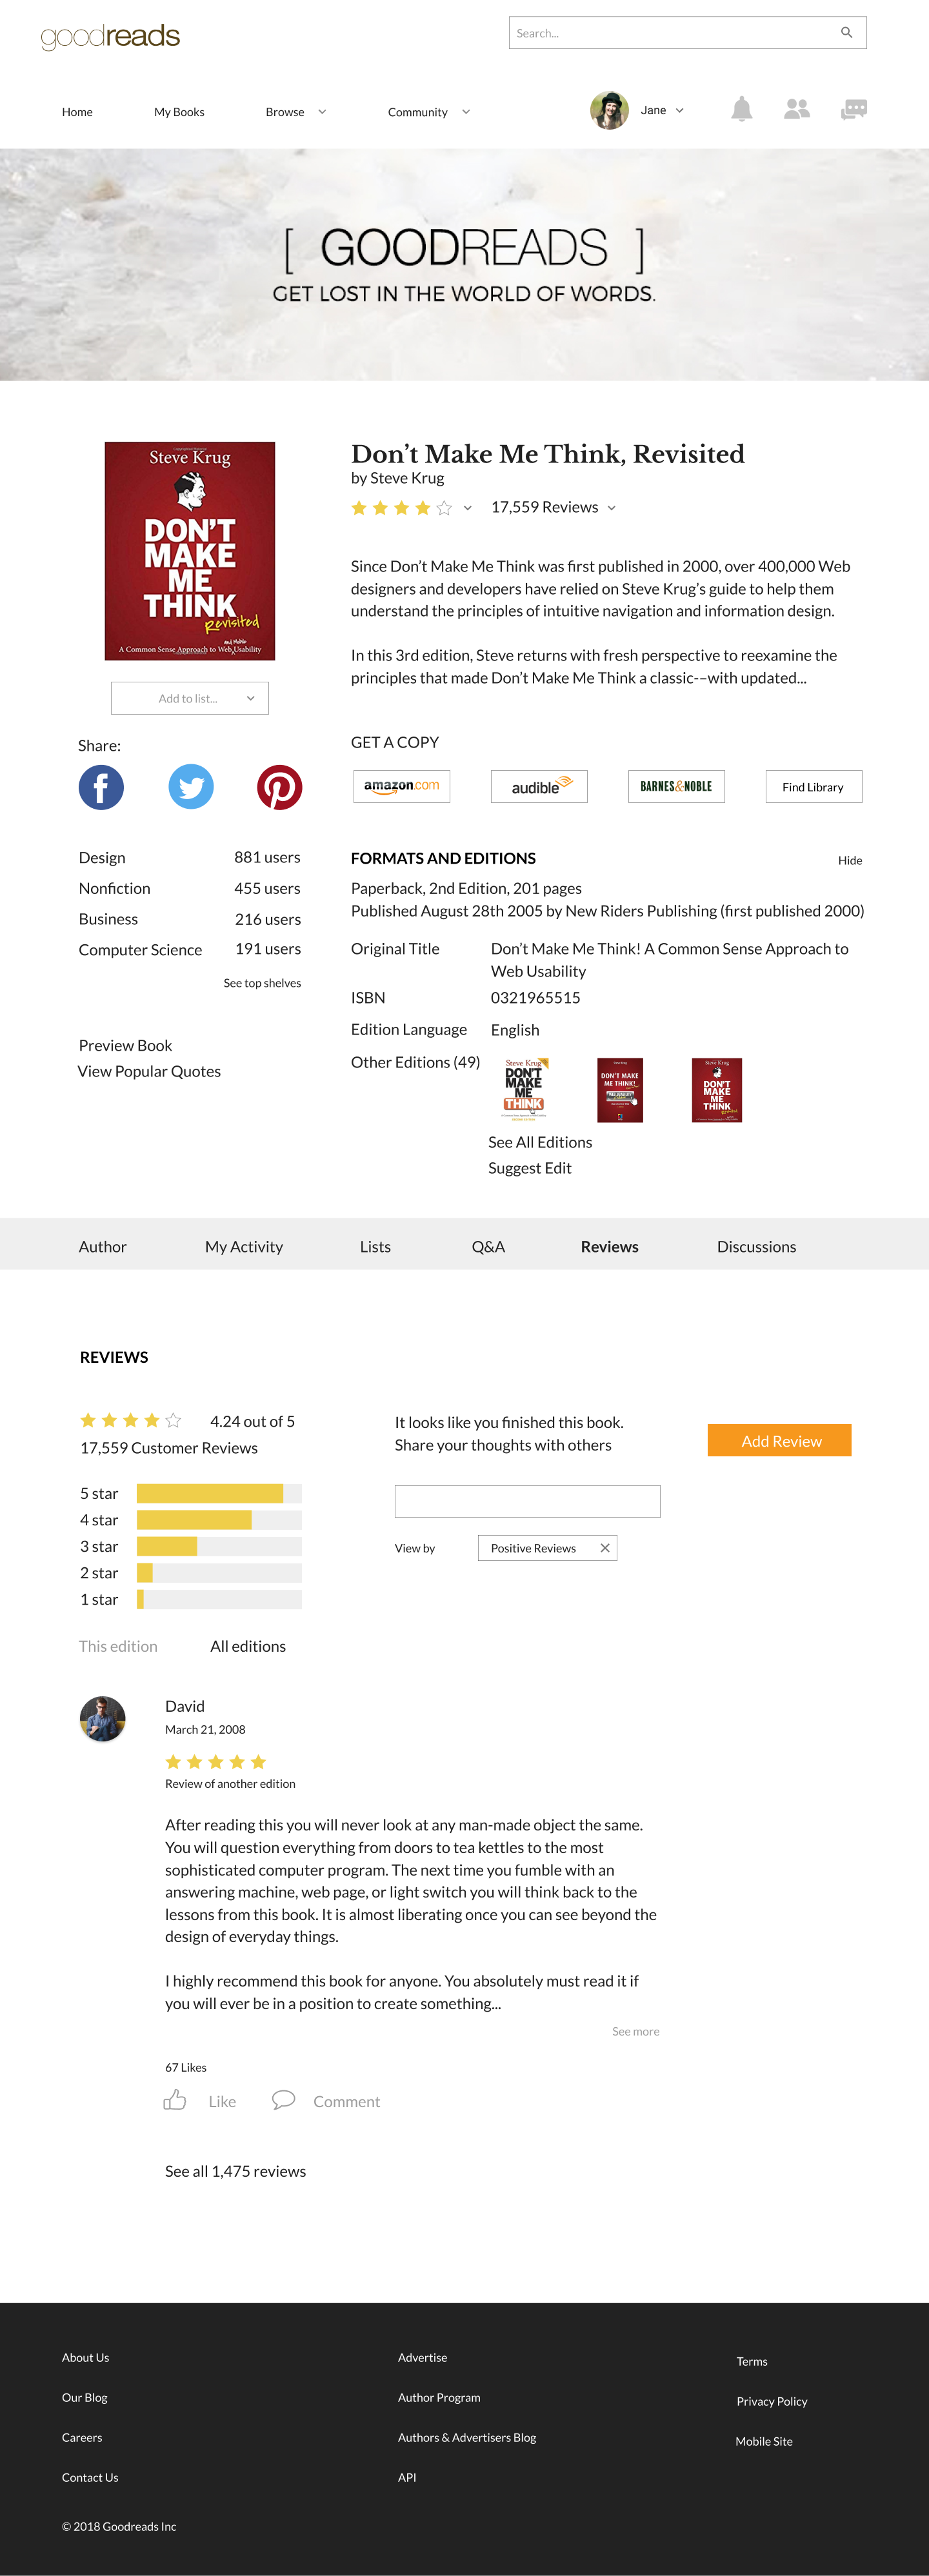 goodreads
Search...
Home
My Books
Browse
Community
Jane
[ GOODREADS ]
GET LOST IN THE WORLD OF WORDS.
Steve Krug
DON'T
MAKE
ME
THINK
Revisited
and Mobile
A Common Sense Approach to Web Usability
Add to list...
Share:
Design 881 users
Nonfiction 455 users
Business 216 users
Computer Science 191 users
See top shelves
Preview Book
View Popular Quotes
Don’t Make Me Think, Revisited
by Steve Krug
17,559 Reviews
Since Don’t Make Me Think was first published in 2000, over 400,000 Web
designers and developers have relied on Steve Krug’s guide to help them
understand the principles of intuitive navigation and information design.
In this 3rd edition, Steve returns with fresh perspective to reexamine the
principles that made Don’t Make Me Think a classic-–with updated...
GET A COPY
amazon.com
audible
BARNES&NOBLE
Find Library
FORMATS AND EDITIONS
Hide
Paperback, 2nd Edition, 201 pages
Published August 28th 2005 by New Riders Publishing (first published 2000)
Original Title Don’t Make Me Think! A Common Sense Approach to
Web Usability
ISBN 0321965515
Edition Language English
Other Editions (49)
Steve Krug
DON'T
MAKE
ME
THINK
DON'T MAKE
ME THINK!
Steve Krug
DON'T
MAKE
ME
THINK
See All Editions
Suggest Edit
Author
My Activity
Lists
Q&A
Reviews
Discussions
REVIEWS
4.24 out of 5
17,559 Customer Reviews
5 star
4 star
3 star
2 star
1 star
This edition
All editions
It looks like you finished this book.
Share your thoughts with others
Add Review
View by
Positive Reviews
David
March 21, 2008
Review of another edition
After reading this you will never look at any man-made object the same.
You will question everything from doors to tea kettles to the most
sophisticated computer program. The next time you fumble with an
answering machine, web page, or light switch you will think back to the
lessons from this book. It is almost liberating once you can see beyond the
design of everyday things.
I highly recommend this book for anyone. You absolutely must read it if
you will ever be in a position to create something...
See more
67 Likes
Like
Comment
See all 1,475 reviews
About Us
Our Blog
Careers
Contact Us
© 2018 Goodreads Inc
Advertise
Author Program
Authors & Advertisers Blog
API
Terms
Privacy Policy
Mobile Site